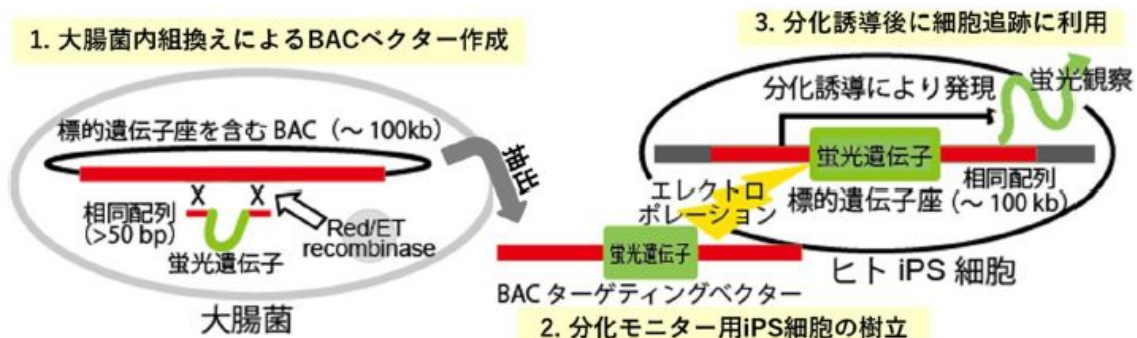 1. 大腸菌内組換えによるBACベクター作成
標的遺伝子座を含む BAC（～ 100kb）
X X
相同配列
(>50 bp)
Red/ET
recombinase
蛍光遺伝子
大腸菌
抽出
3. 分化誘導後に細胞追跡に利用
分化誘導により発現
蛍光観察
蛍光遺伝子
相同配列
標的遺伝子座（～ 100 kb）
エレクトロ
ポレーション
ヒト iPS 細胞
蛍光遺伝子
BAC ターゲティングベクター
2. 分化モニター用iPS細胞の樹立